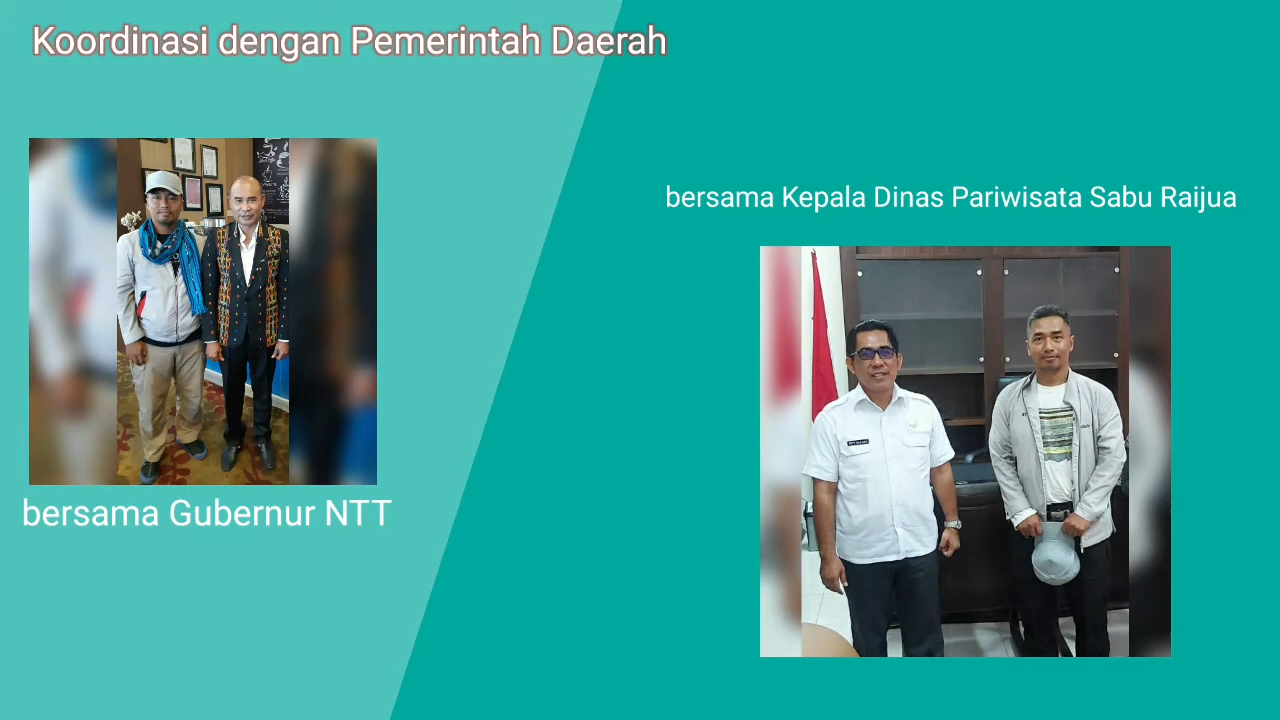 Koordinasi dengan Pemerintah Daerah
bersama Kepala Dinas Pariwisata Sabu Raijua
bersama Gubernur NTT